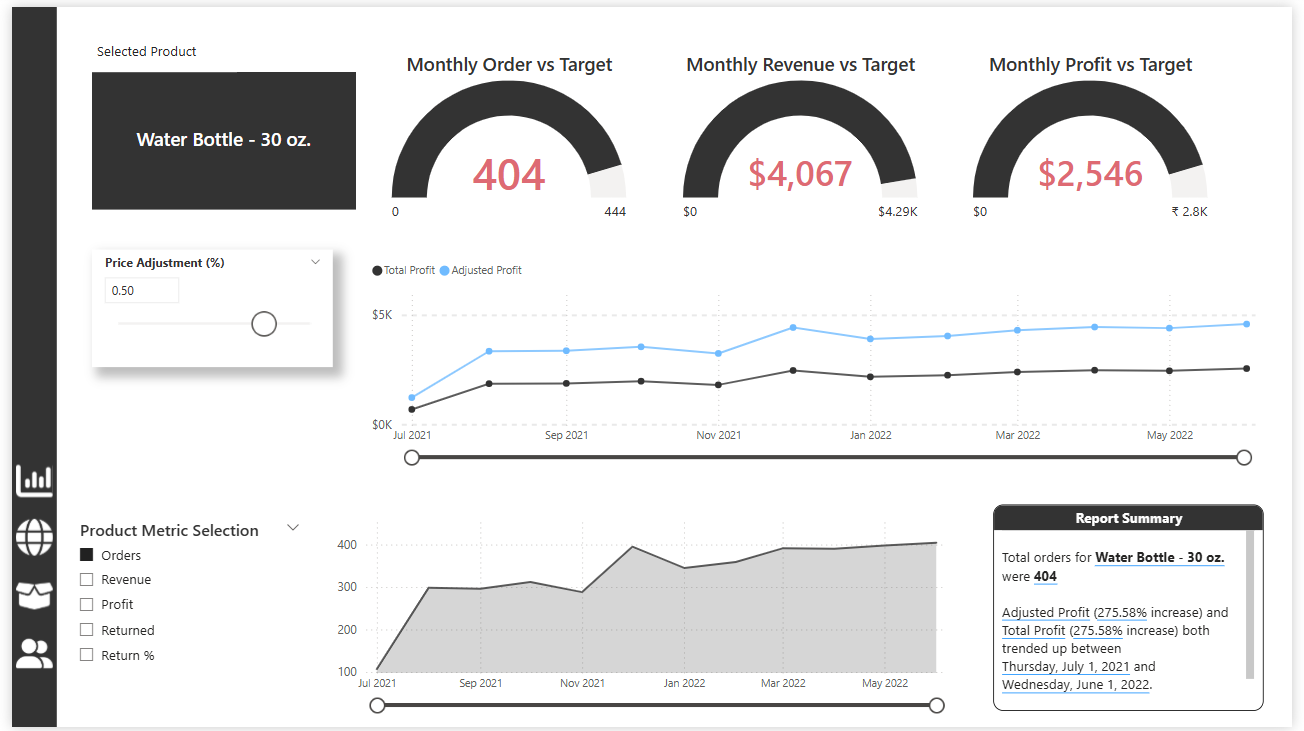 Selected Product
Water Bottle - 30 oz.
Monthly Order vs Target
404
0
444
Monthly Revenue vs Target
$4,067
$0
$4.29K
Monthly Profit vs Target
$2,546
$0
₹ 2.8K
Price Adjustment (%)
0.50
Total Profit Adjusted Profit
$5K
$0K
Jul 2021
Sep 2021
Nov 2021
Jan 2022
Mar 2022
May 2022
Product Metric Selection
Orders
Revenue
Profit
Returned
Return %
400
300
200
100
Jul 2021
Sep 2021
Nov 2021
Jan 2022
Mar 2022
May 2022
Report Summary
Total orders for Water Bottle - 30 oz.
were 404
Adjusted Profit (275.58% increase) and
Total Profit (275.58% increase) both
trended up between
Thursday, July 1, 2021 and
Wednesday, June 1, 2022.